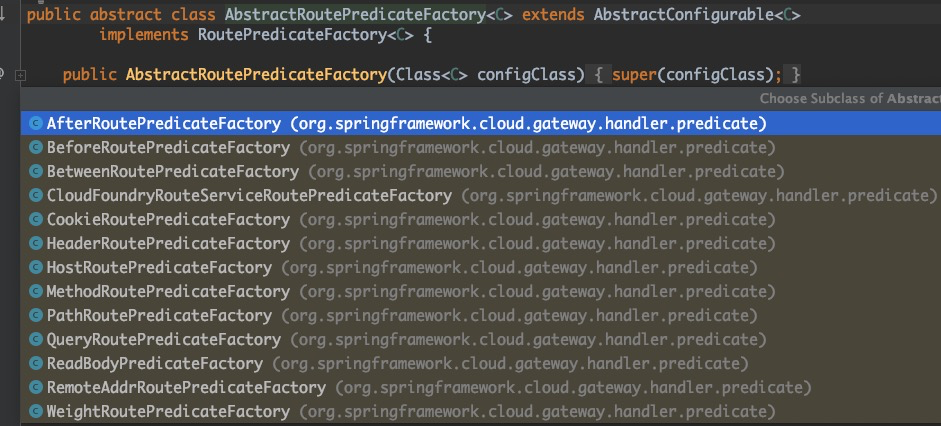 public abstract class AbstractRoutePredicateFactory<C> extends AbstractConfigurable<C>
implements RoutePredicateFactory<C> {
public AbstractRoutePredicateFactory(Class<C> configClass) { super(configClass); }
Choose Subclass of Abstract
AfterRoutePredicateFactory (org.springframework.cloud.gateway.handler.predicate)
BeforeRoutePredicateFactory (org.springframework.cloud.gateway.handler.predicate)
BetweenRoutePredicateFactory (org.springframework.cloud.gateway.handler.predicate)
CloudFoundryRouteServiceRoutePredicateFactory (org.springframework.cloud.gateway.handler.predicate)
CookieRoutePredicateFactory (org.springframework.cloud.gateway.handler.predicate)
HeaderRoutePredicateFactory (org.springframework.cloud.gateway.handler.predicate)
HostRoutePredicateFactory (org.springframework.cloud.gateway.handler.predicate)
MethodRoutePredicateFactory (org.springframework.cloud.gateway.handler.predicate)
PathRoutePredicateFactory (org.springframework.cloud.gateway.handler.predicate)
QueryRoutePredicateFactory (org.springframework.cloud.gateway.handler.predicate)
ReadBodyPredicateFactory (org.springframework.cloud.gateway.handler.predicate)
RemoteAddrRoutePredicateFactory (org.springframework.cloud.gateway.handler.predicate)
WeightRoutePredicateFactory (org.springframework.cloud.gateway.handler.predicate)